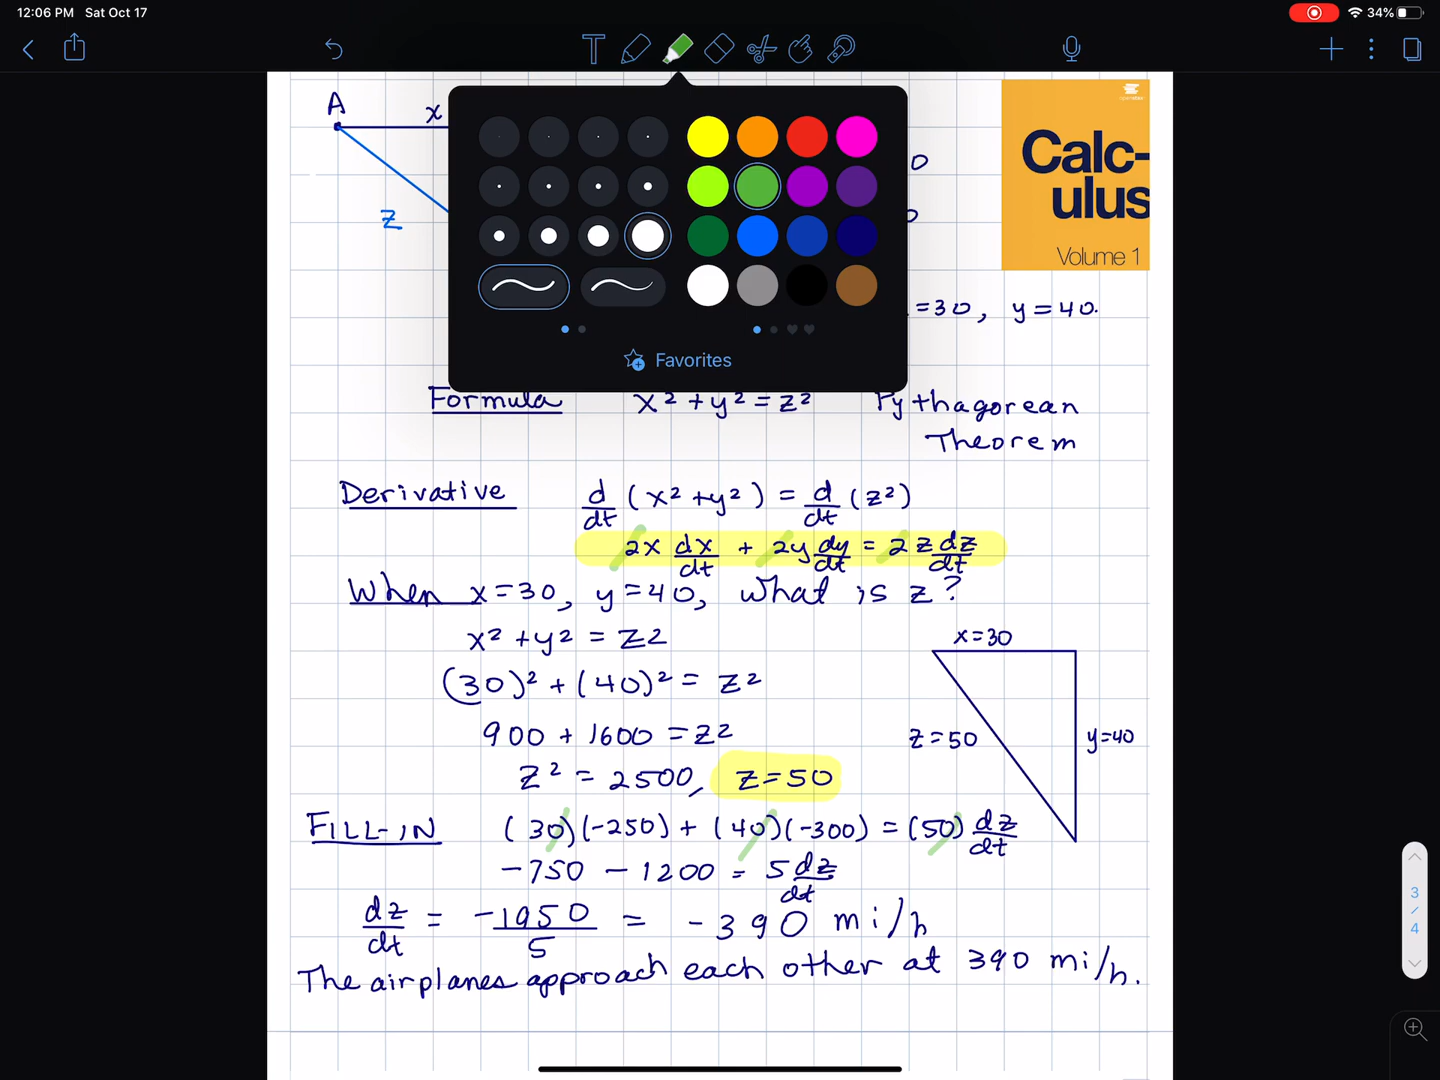 12:06 PM Sat Oct 17
34%
T
A
x
z
openstax
Calc-
ulus
Volume 1
0
=30, y=40.
Favorites
Formula x² + y² = z² Pythagorean
Theorem
Derivative d/dt (x² + y²) = d/dt (z²)
2x dx/dt + 2y dy/dt = 2z dz/dt
When x=30, y=40, what is z?
x² + y² = z²
x=30
(30)² + (40)² = z²
900 + 1600 = z²
z=50
y=40
z² = 2500, z=50
FILL-IN (30)(-250) + (40)(-300) = (50) dz/dt
-750 - 1200 = 5 dz/dt
dz/dt = -1950/5 = -390 mi/h
The airplanes approach each other at 390 mi/h.
3/4